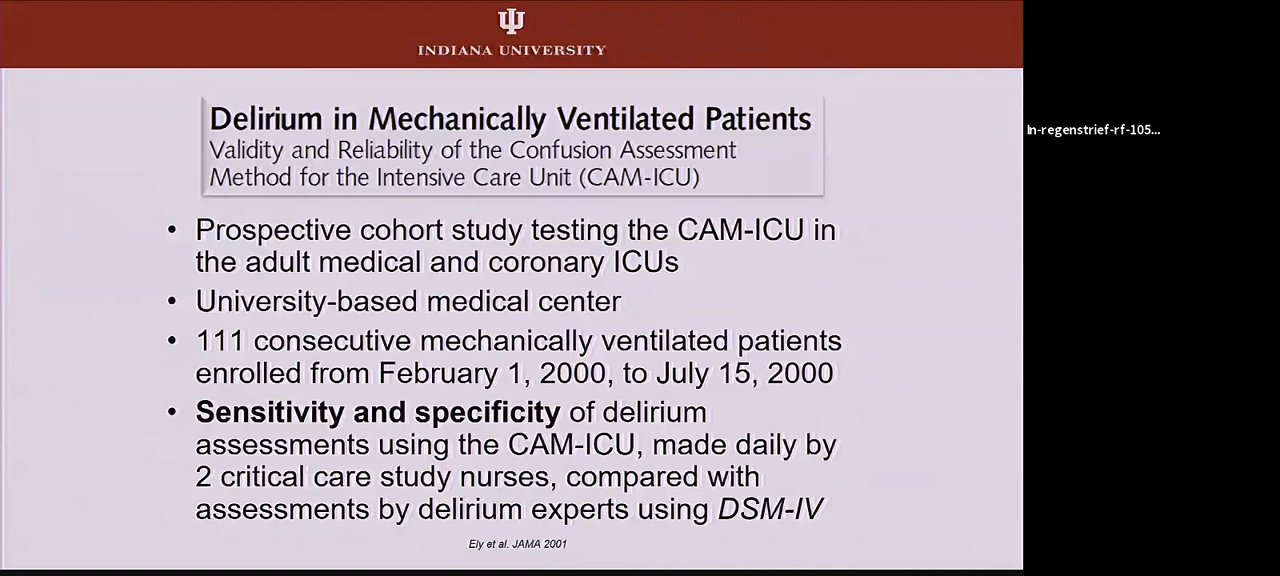 INDIANA UNIVERSITY
Delirium in Mechanically Ventilated Patients
Validity and Reliability of the Confusion Assessment
Method for the Intensive Care Unit (CAM-ICU)
• Prospective cohort study testing the CAM-ICU in
the adult medical and coronary ICUs
• University-based medical center
• 111 consecutive mechanically ventilated patients
enrolled from February 1, 2000, to July 15, 2000
• Sensitivity and specificity of delirium
assessments using the CAM-ICU, made daily by
2 critical care study nurses, compared with
assessments by delirium experts using DSM-IV
Ely et al. JAMA 2001
In-regenstrief-rf-105...